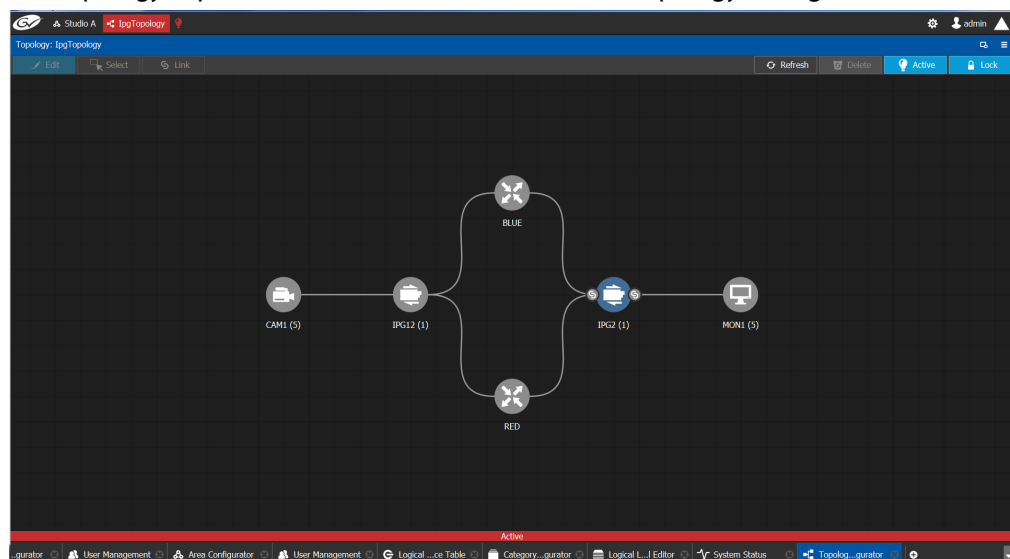 Studio A IpgTopology admin
Topology: IpgTopology
Edit Select Link Refresh Delete Active Lock
BLUE
CAM1 (5) IPG12 (1) IPG2 (1) MON1 (5)
RED
Active
..gurator User Management Area Configurator User Management Logical ...ce Table Category...gurator Logical L...l Editor System Status Topolog...gurator